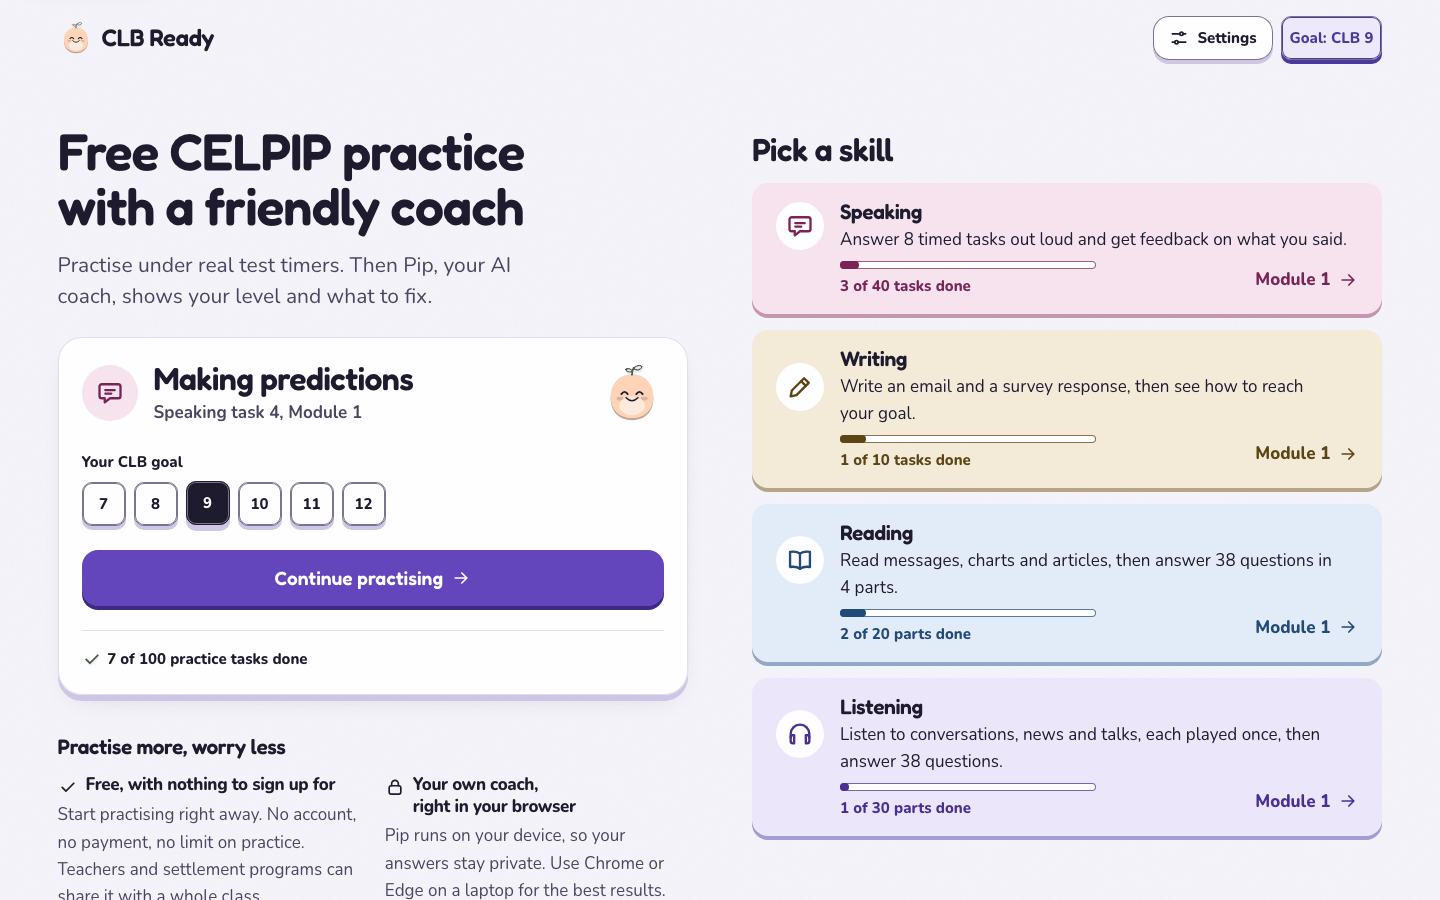 CLB Ready
Settings
Goal: CLB 9
Free CELPIP practice
with a friendly coach
Practise under real test timers. Then Pip, your AI
coach, shows your level and what to fix.
Making predictions
Speaking task 4, Module 1
Your CLB goal
7 8 9 10 11 12
Continue practising
7 of 100 practice tasks done
Practise more, worry less
Free, with nothing to sign up for
Start practising right away. No account,
no payment, no limit on practice.
Teachers and settlement programs can
share it with a whole class.
Your own coach,
right in your browser
Pip runs on your device, so your
answers stay private. Use Chrome or
Edge on a laptop for the best results.
Pick a skill
Speaking
Answer 8 timed tasks out loud and get feedback on what you said.
3 of 40 tasks done
Module 1
Writing
Write an email and a survey response, then see how to reach
your goal.
1 of 10 tasks done
Module 1
Reading
Read messages, charts and articles, then answer 38 questions in
4 parts.
2 of 20 parts done
Module 1
Listening
Listen to conversations, news and talks, each played once, then
answer 38 questions.
1 of 30 parts done
Module 1